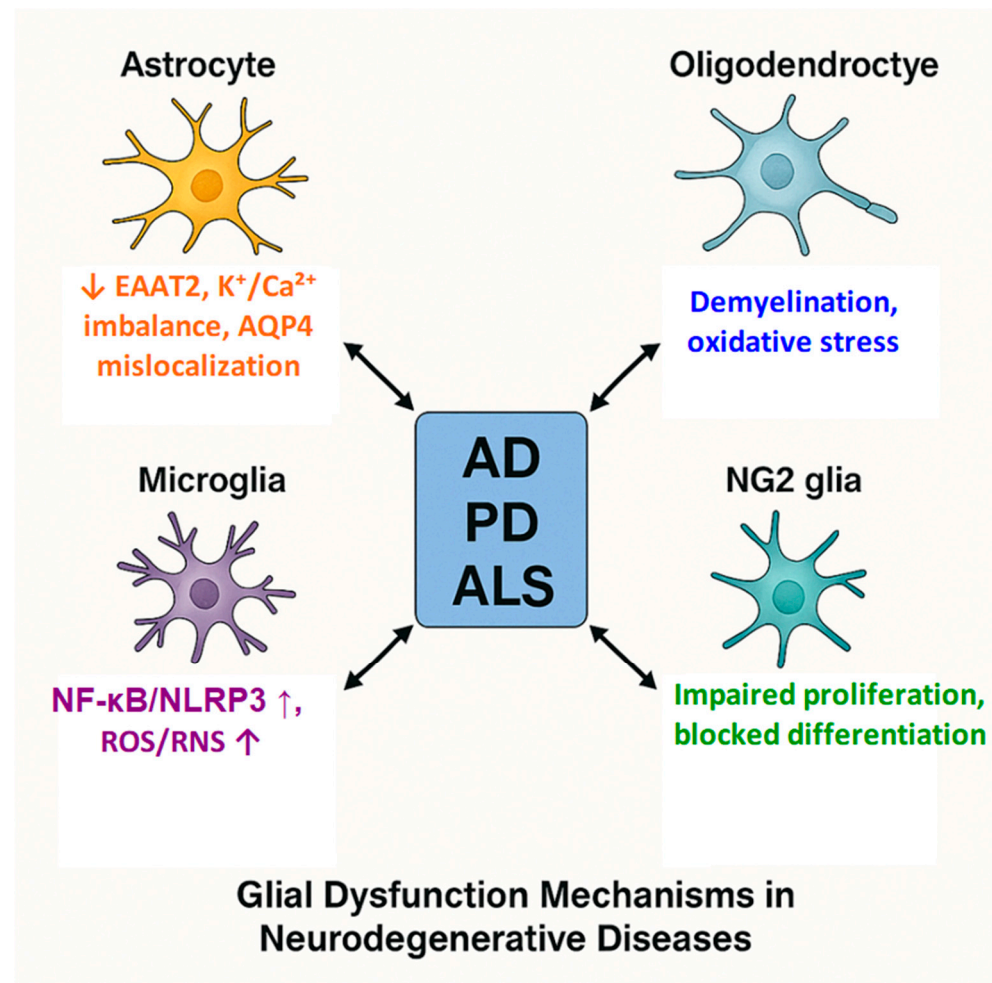 Astrocyte
↓ EAAT2, K⁺/Ca²⁺
imbalance, AQP4
mislocalization
Oligodendroctye
Demyelination,
oxidative stress
AD
PD
ALS
Microglia
NF-κB/NLRP3 ↑,
ROS/RNS ↑
NG2 glia
Impaired proliferation,
blocked differentiation
Glial Dysfunction Mechanisms in
Neurodegenerative Diseases